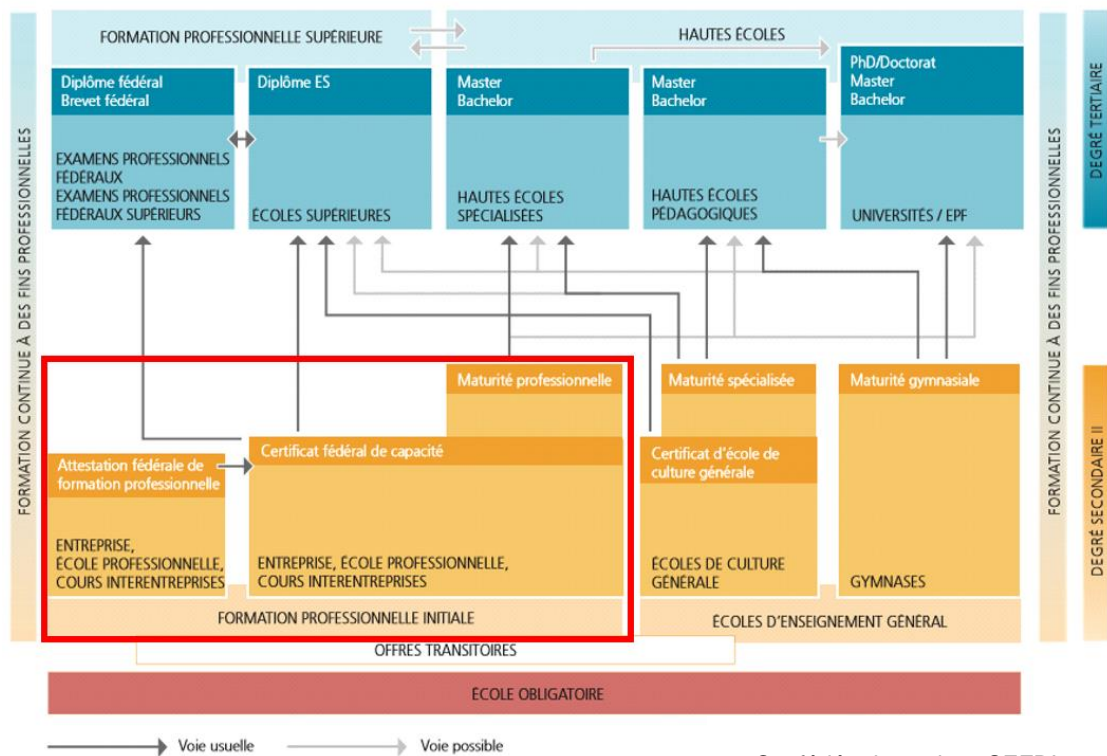 FORMATION PROFESSIONNELLE SUPÉRIEURE
HAUTES ÉCOLES
Diplôme fédéral
Brevet fédéral
EXAMENS PROFESSIONNELS
FÉDÉRAUX
EXAMENS PROFESSIONNELS
FÉDÉRAUX SUPÉRIEURS
Diplôme ES
ÉCOLES SUPÉRIEURES
Master
Bachelor
HAUTES ÉCOLES
SPÉCIALISÉES
Master
Bachelor
HAUTES ÉCOLES
PÉDAGOGIQUES
PhD/Doctorat
Master
Bachelor
UNIVERSITÉS / EPF
FORMATION CONTINUE À DES FINS PROFESSIONNELLES
FORMATION CONTINUE À DES FINS PROFESSIONNELLES
DEGRÉ TERTIAIRE
DEGRÉ SECONDAIRE II
Attestation fédérale de
formation professionnelle
ENTREPRISE,
ÉCOLE PROFESSIONNELLE,
COURS INTERENTREPRISES
Maturité professionnelle
Certificat fédéral de capacité
ENTREPRISE, ÉCOLE PROFESSIONNELLE,
COURS INTERENTREPRISES
Maturité spécialisée
Certificat d'école de
culture générale
ÉCOLES DE CULTURE
GÉNÉRALE
Maturité gymnasiale
GYMNASES
FORMATION PROFESSIONNELLE INITIALE
ÉCOLES D'ENSEIGNEMENT GÉNÉRAL
OFFRES TRANSITOIRES
ÉCOLE OBLIGATOIRE
Voie usuelle
Voie possible